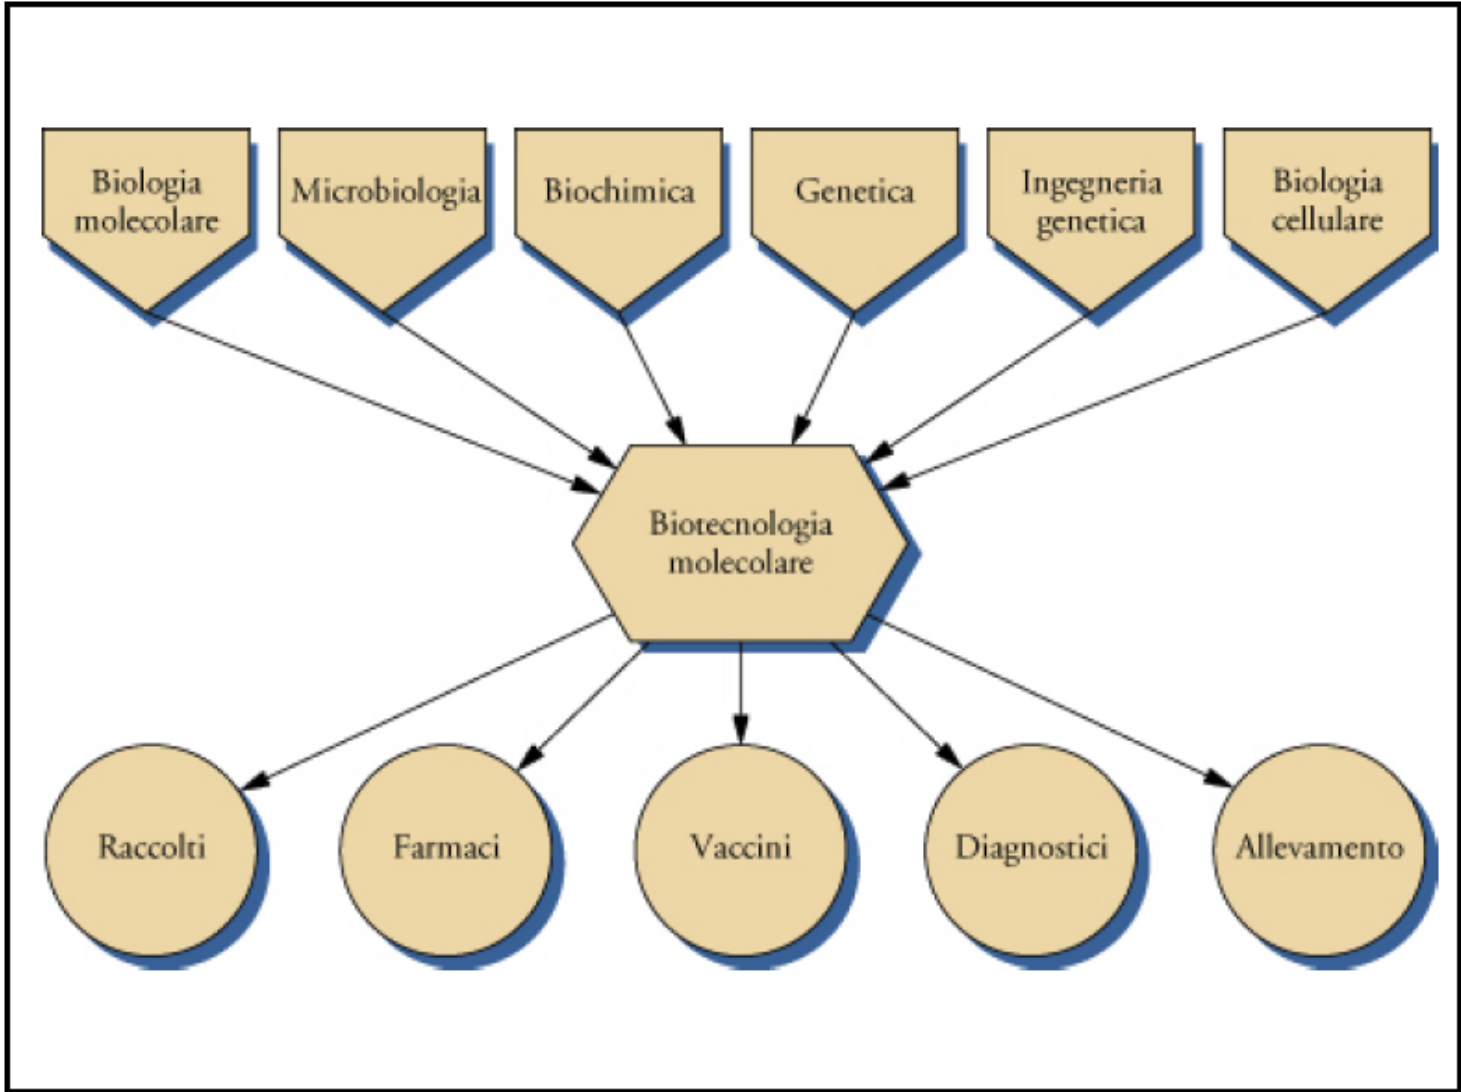 Biologia
molecolare
Microbiologia
Biochimica
Genetica
Ingegneria
genetica
Biologia
cellulare
Biotecnologia
molecolare
Raccolti
Farmaci
Vaccini
Diagnostici
Allevamento